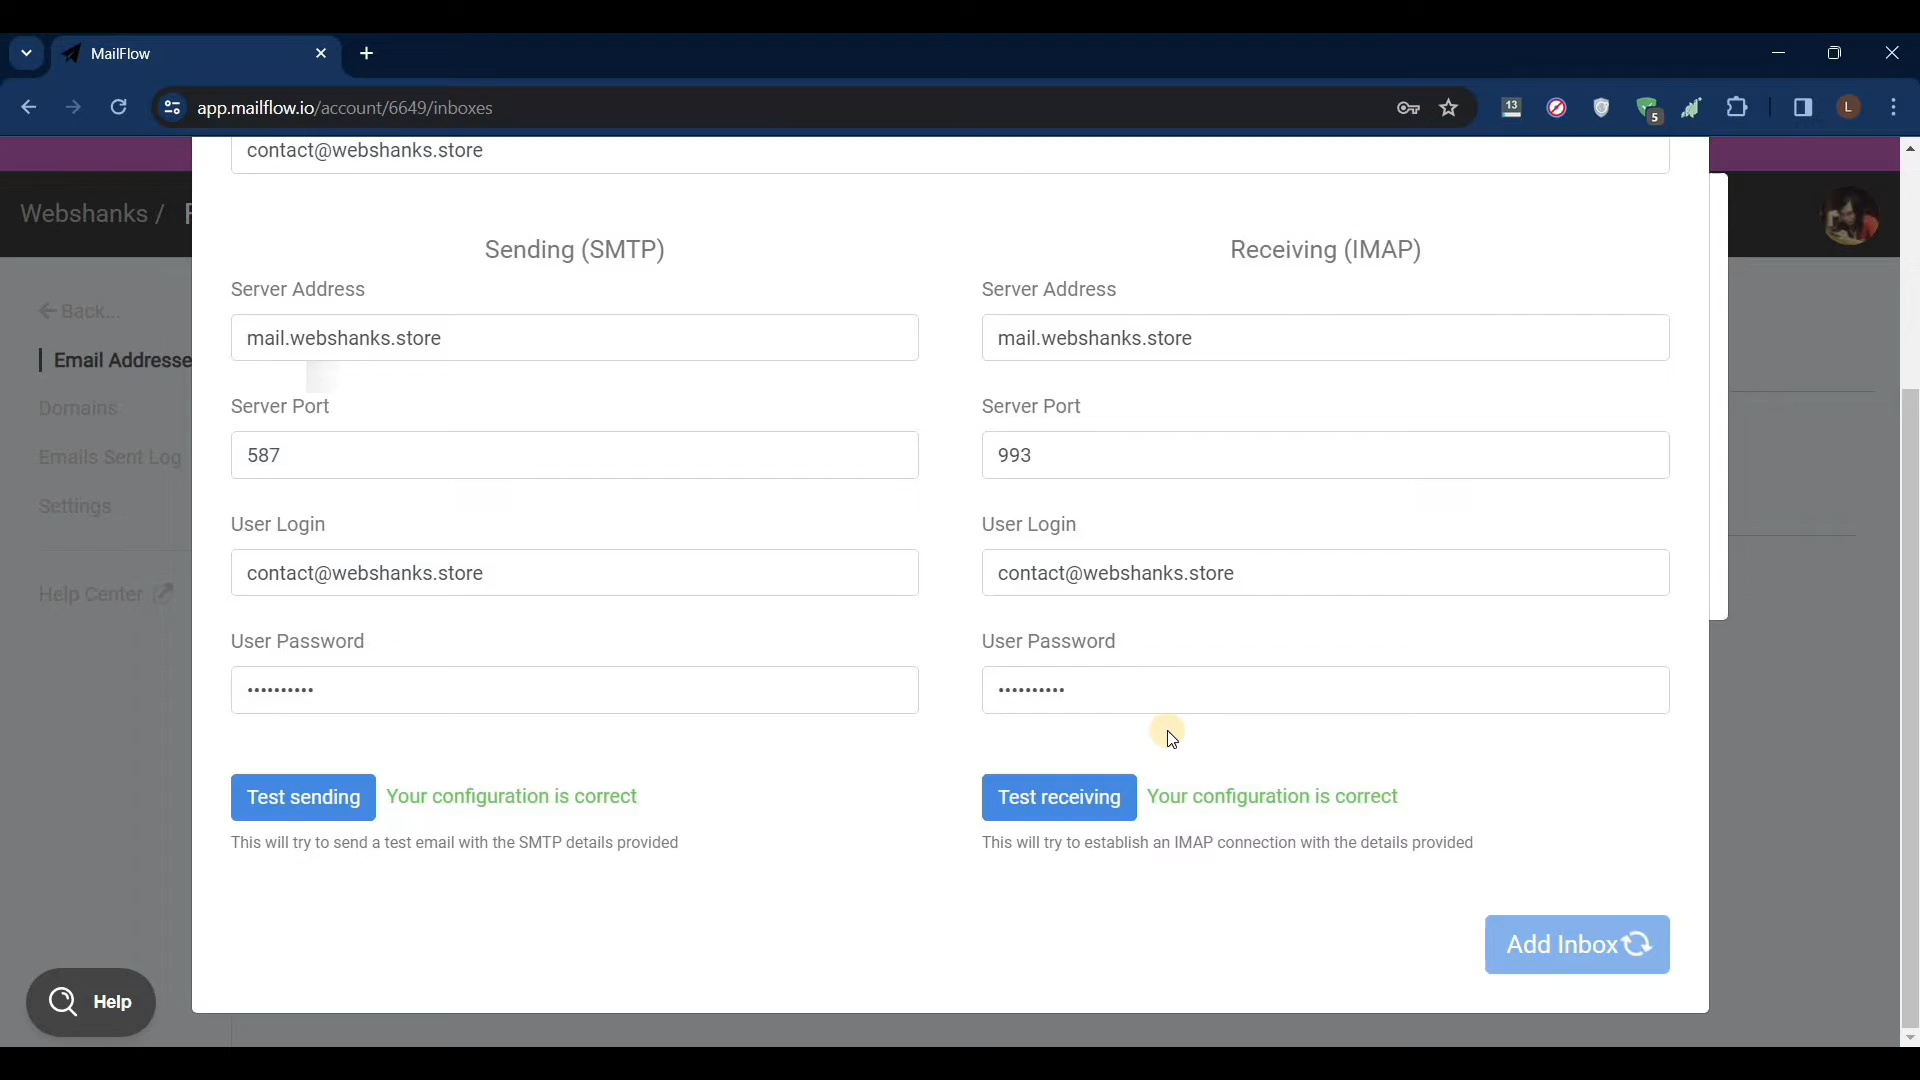 MailFlow
app.mailflow.io/account/6649/inboxes
13
5
L
contact@webshanks.store
Webshanks /
Sending (SMTP)
Receiving (IMAP)
Server Address
Server Address
← Back...
mail.webshanks.store
mail.webshanks.store
Email Addresse
Domains
Server Port
Server Port
Emails Sent Log
587
993
Settings
User Login
User Login
Help Center
contact@webshanks.store
contact@webshanks.store
User Password
User Password
••••••••••
••••••••••
Test sending Your configuration is correct
Test receiving Your configuration is correct
This will try to send a test email with the SMTP details provided
This will try to establish an IMAP connection with the details provided
Add Inbox
Help